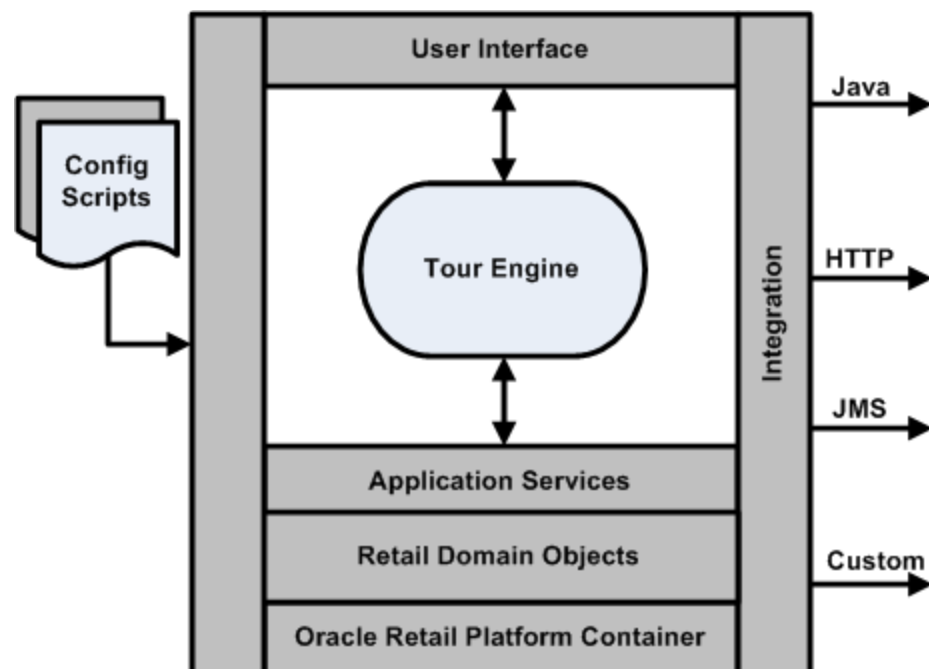 User Interface
Java
Config
Scripts
Tour Engine
HTTP
Integration
JMS
Application Services
Retail Domain Objects
Custom
Oracle Retail Platform Container